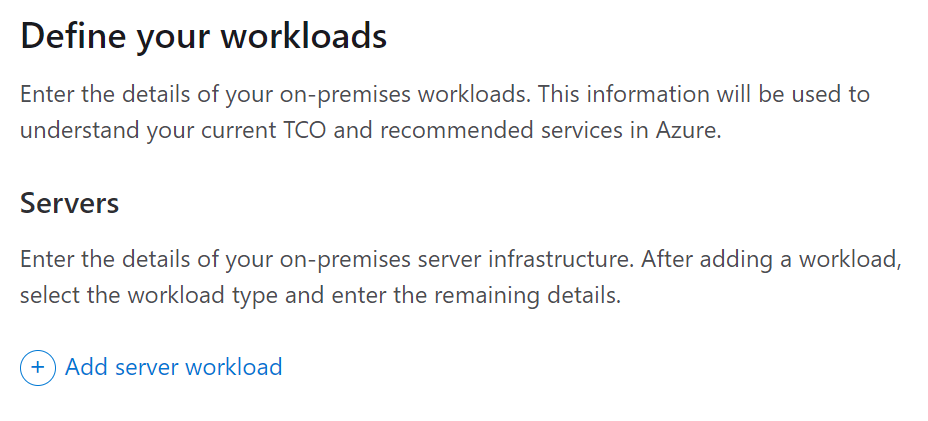 Define your workloads
Enter the details of your on-premises workloads. This information will be used to
understand your current TCO and recommended services in Azure.
Servers
Enter the details of your on-premises server infrastructure. After adding a workload,
select the workload type and enter the remaining details.
+ Add server workload